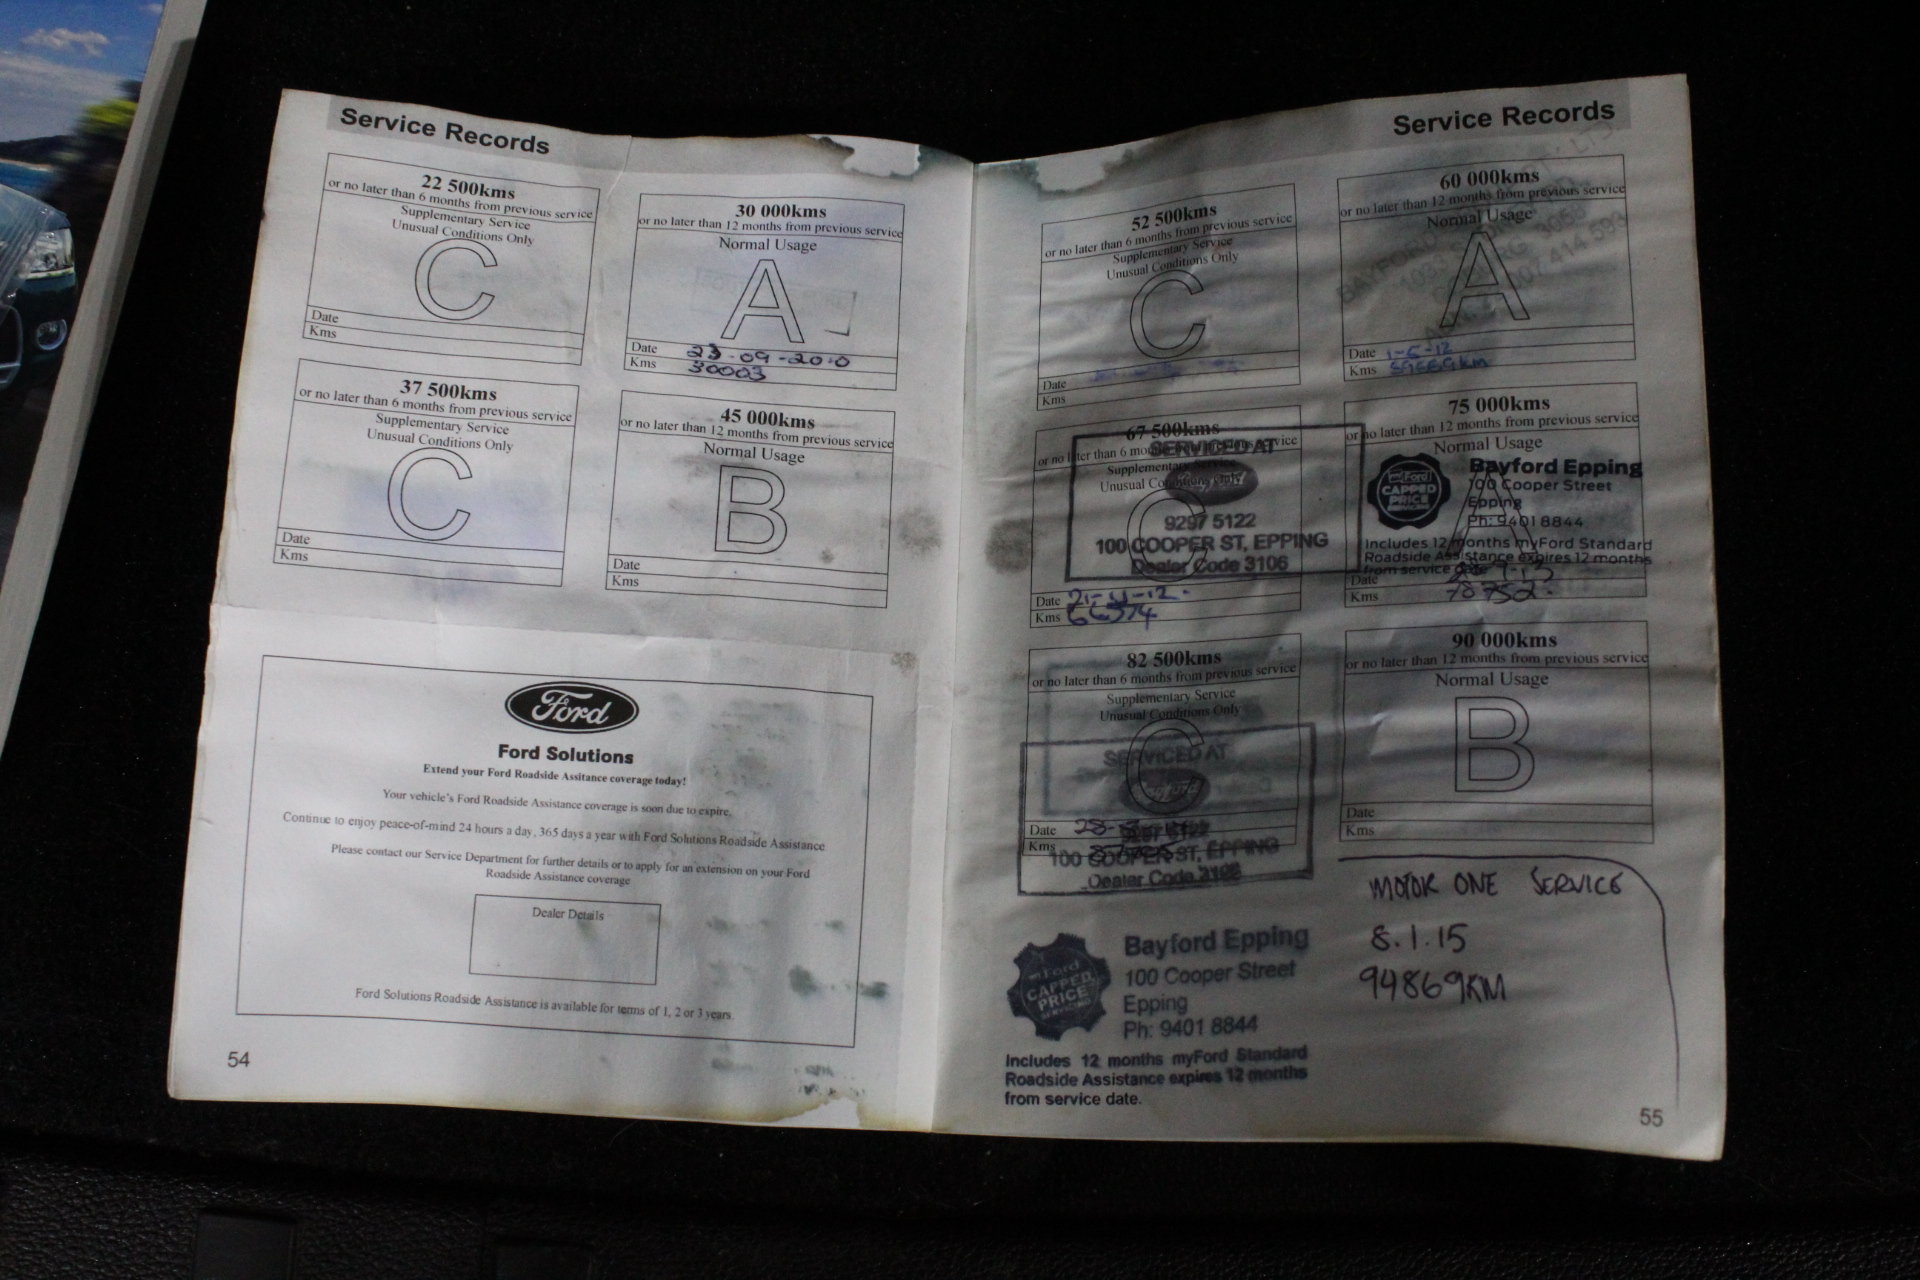 Service Records
22 500kms
or no later than 6 months from previous service
Supplementary Service
Unusual Conditions Only
C
Date
Kms
30 000kms
or no later than 12 months from previous service
Normal Usage
A
Date 23-09-2010
Kms 30003
37 500kms
or no later than 6 months from previous service
Supplementary Service
Unusual Conditions Only
C
Date
Kms
45 000kms
or no later than 12 months from previous service
Normal Usage
B
Date
Kms
Ford
Ford Solutions
Extend your Ford Roadside Assitance coverage today!
Your vehicle's Ford Roadside Assistance coverage is soon due to expire.
Continue to enjoy peace-of-mind 24 hours a day, 365 days a year with Ford Solutions Roadside Assistance
Please contact our Service Department for further details or to apply for an extension on your Ford
Roadside Assistance coverage
Dealer Details
Ford Solutions Roadside Assistance is available for terms of 1, 2 or 3 years.
54
Service Records
52 500kms
or no later than 6 months from previous service
Supplementary Service
Unusual Conditions Only
C
Date
Kms
60 000kms
or no later than 12 months from previous service
Normal Usage
A
BAYFORD
3058
007 414 593
Date 1-5-12
Kms
67 500kms
or no later than 6 months from previous service
Supplementary Service
Unusual Conditions Only
C
SERVICED AT
9297 5122
100 COOPER ST, EPPING
Dealer Code 3106
Date 21-11-12.
Kms 66374
75 000kms
or no later than 12 months from previous service
Normal Usage
A
Ford
CAPPED
PRICE
Bayford Epping
100 Cooper Street
Epping
Ph: 9401 8844
Includes 12 months myFord Standard
Roadside Assistance expires 12 months
from service date
Date
Kms 78752.
82 500kms
or no later than 6 months from previous service
Supplementary Service
Unusual Conditions Only
C
SERVICED AT
Bayford
Date
Kms
100 COOPER ST, EPPING
Dealer Code 3106
90 000kms
or no later than 12 months from previous service
Normal Usage
B
Date
Kms
Ford
CAPPED
PRICE
Bayford Epping
100 Cooper Street
Epping
Ph: 9401 8844
Includes 12 months myFord Standard
Roadside Assistance expires 12 months
from service date.
MOTOR ONE SERVICE
8.1.15
94869KM
55